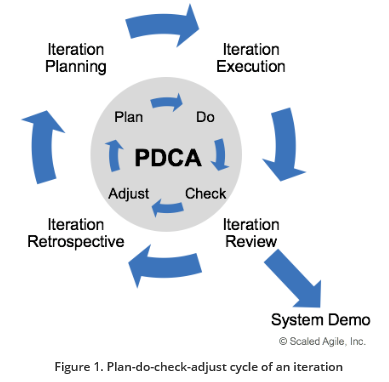 Iteration
Planning
Iteration
Execution
Plan
Do
PDCA
Adjust
Check
Iteration
Retrospective
Iteration
Review
System Demo
© Scaled Agile, Inc.
Figure 1. Plan-do-check-adjust cycle of an iteration